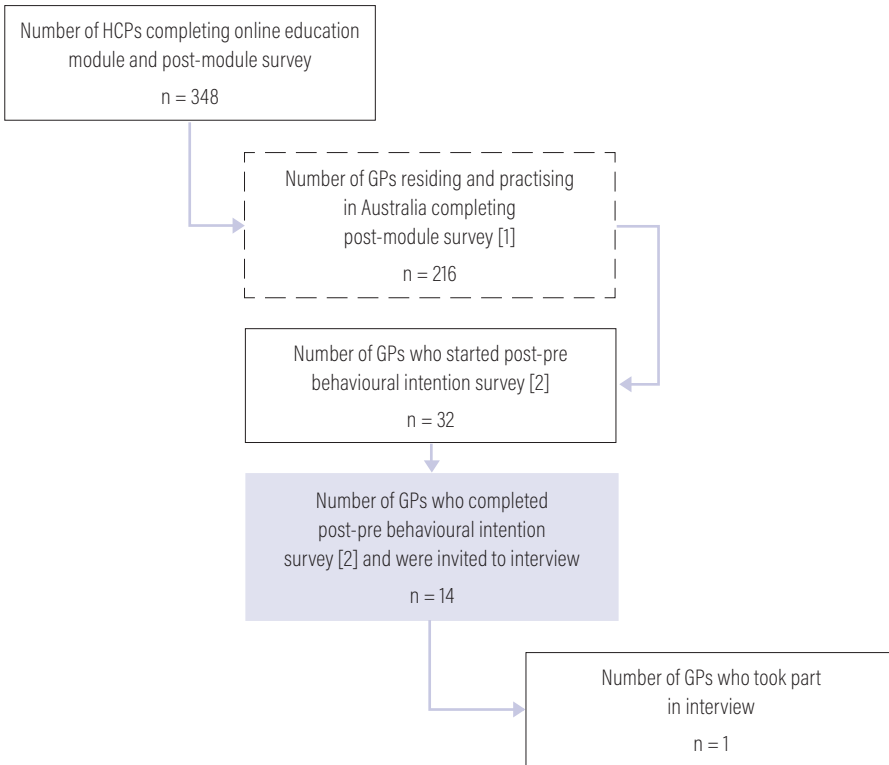 Number of HCPs completing online education
module and post-module survey
n = 348
Number of GPs residing and practising
in Australia completing
post-module survey [1]
n = 216
Number of GPs who started post-pre
behavioural intention survey [2]
n = 32
Number of GPs who completed
post-pre behavioural intention
survey [2] and were invited to interview
n = 14
Number of GPs who took part
in interview
n = 1